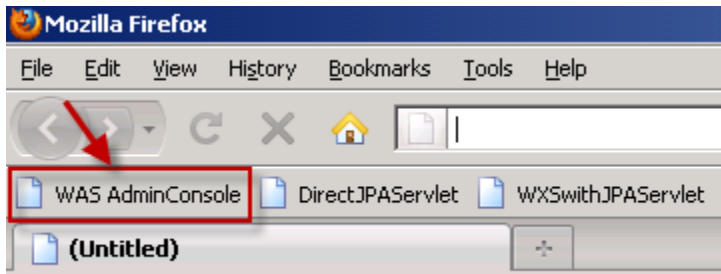 Mozilla Firefox
File Edit View History Bookmarks Tools Help
WAS AdminConsole DirectJPAServlet WXSwithJPAServlet
(Untitled)